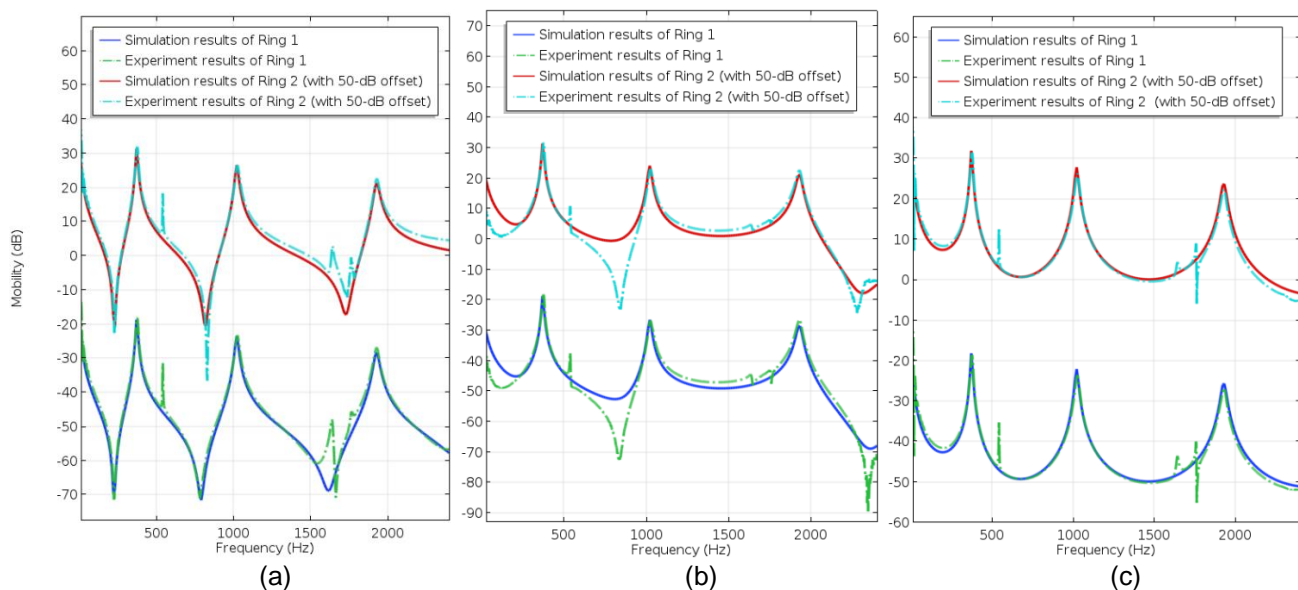 60
50
40
30
20
10
0
-10
-20
-30
-40
-50
-60
-70
Mobility (dB)
Simulation results of Ring 1
Experiment results of Ring 1
Simulation results of Ring 2 (with 50-dB offset)
Experiment results of Ring 2 (with 50-dB offset)
500
1000
1500
2000
Frequency (Hz)
(a)
70
60
50
40
30
20
10
0
-10
-20
-30
-40
-50
-60
-70
-80
-90
Simulation results of Ring 1
Experiment results of Ring 1
Simulation results of Ring 2 (with 50-dB offset)
Experiment results of Ring 2 (with 50-dB offset)
500
1000
1500
2000
Frequency (Hz)
(b)
60
50
40
30
20
10
0
-10
-20
-30
-40
-50
-60
Simulation results of Ring 1
Experiment results of Ring 1
Simulation results of Ring 2 (with 50-dB offset)
Experiment results of Ring 2 (with 50-dB offset)
500
1000
1500
2000
Frequency (Hz)
(c)